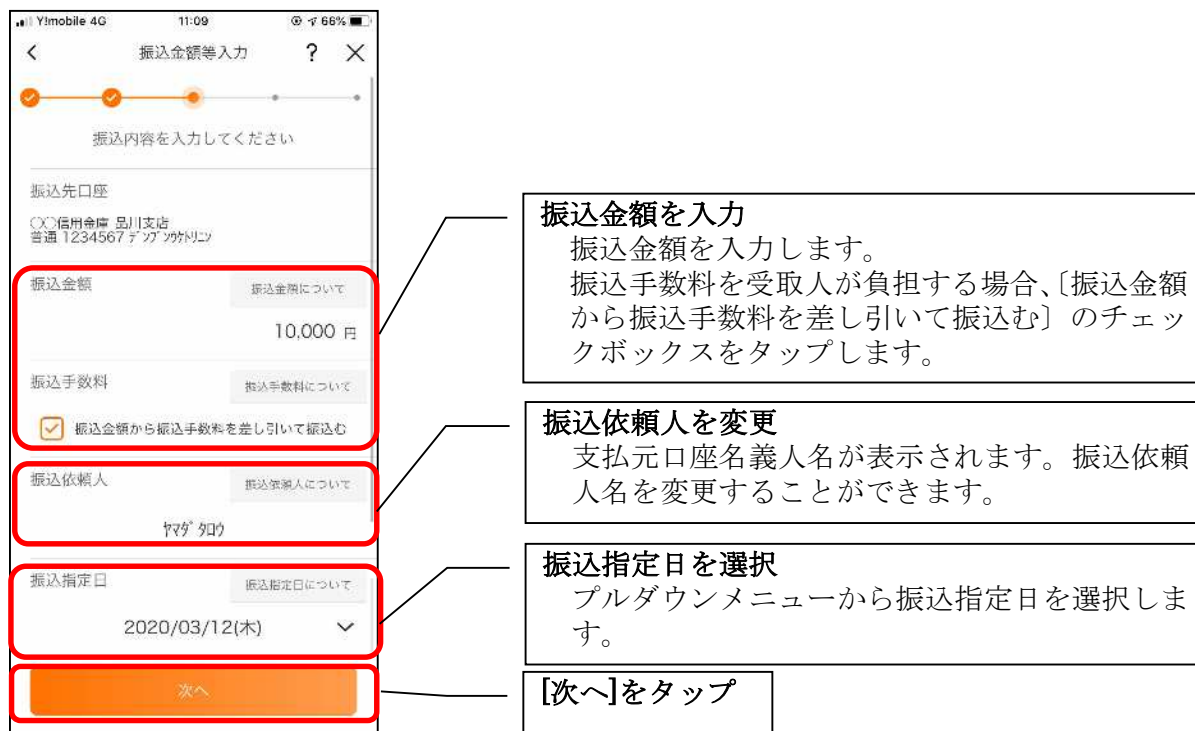 Y!mobile 4G 11:09 66%
振込金額等入力 ?
振込内容を入力してください
振込先口座
〇〇信用金庫 品川支店
普通 1234567 デンブンウケトリニン
振込金額 振込金額について
10,000 円
振込手数料 振込手数料について
振込金額から振込手数料を差し引いて振込む
振込依頼人 振込依頼人について
ヤマダ タロウ
振込指定日 振込指定日について
2020/03/12(木)
次へ
振込金額を入力
振込金額を入力します。
振込手数料を受取人が負担する場合、〔振込金額
から振込手数料を差し引いて振込む〕のチェッ
クボックスをタップします。
振込依頼人を変更
支払元口座名義人名が表示されます。振込依頼
人名を変更することができます。
振込指定日を選択
プルダウンメニューから振込指定日を選択しま
す。
[次へ]をタップ